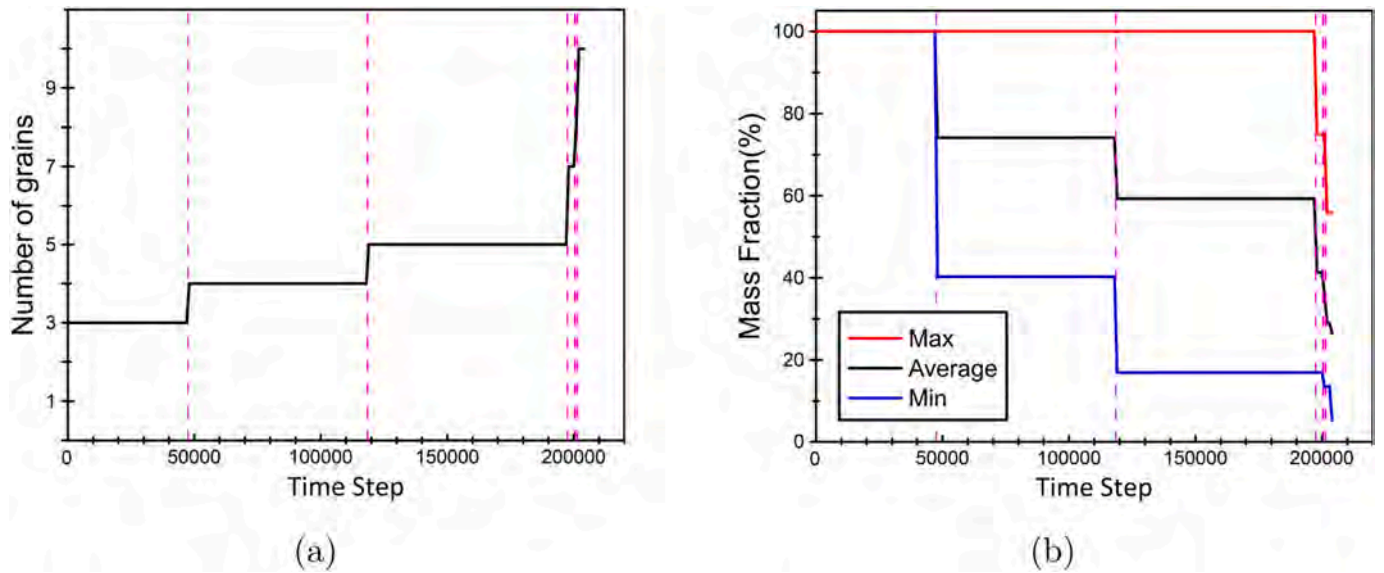 Number of grains
9
7
5
3
1
0
50000
100000
150000
200000
Time Step
(a)
Mass Fraction(%)
100
80
60
40
20
0
Max
Average
Min
0
50000
100000
150000
200000
Time Step
(b)